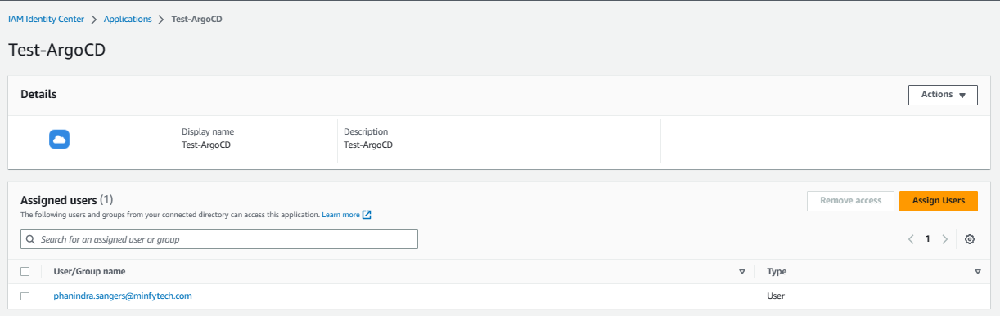 IAM Identity Center > Applications > Test-ArgoCD
Test-ArgoCD
Details
Actions
Display name
Test-ArgoCD
Description
Test-ArgoCD
Assigned users (1)
Remove access
Assign Users
The following users and groups from your connected directory can access this application. Learn more
Search for an assigned user or group
1
User/Group name
Type
phanindra.sangers@minfytech.com
User